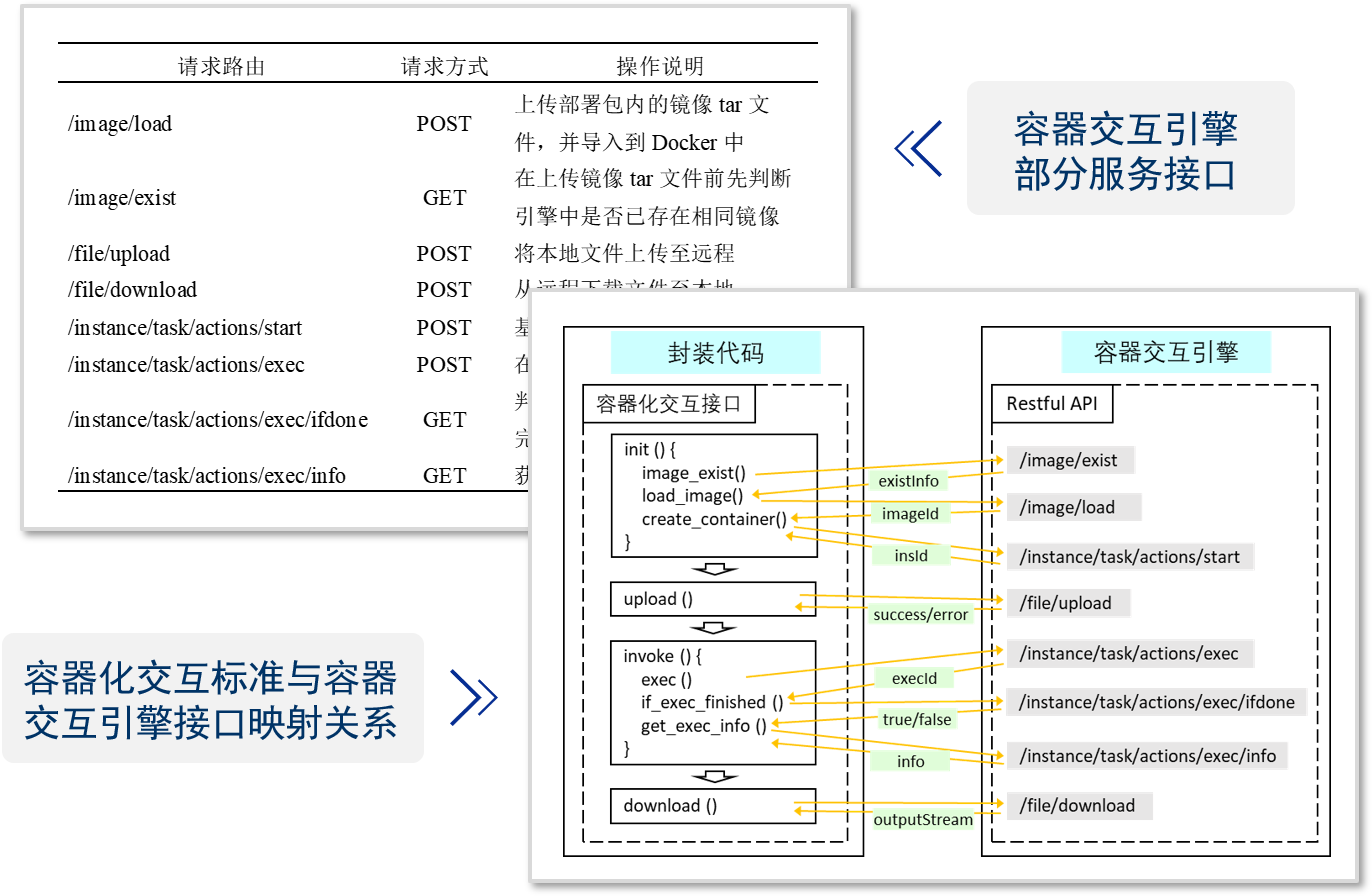 请求路由 请求方式 操作说明
/image/load POST 上传部署包内的镜像 tar 文
件，并导入到 Docker 中
/image/exist GET 在上传镜像 tar 文件前先判断
引擎中是否已存在相同镜像
/file/upload POST 将本地文件上传至远程
/file/download POST 从远程下载文件至本地
/instance/task/actions/start POST 基
/instance/task/actions/exec POST 在
/instance/task/actions/exec/ifdone GET 判
完
/instance/task/actions/exec/info GET 获
容器交互引擎
部分服务接口
容器化交互标准与容器
交互引擎接口映射关系
封装代码
容器化交互接口
init () {
image_exist()
load_image()
create_container()
}
upload ()
invoke () {
exec ()
if_exec_finished ()
get_exec_info ()
}
download ()
existInfo
imageId
insId
success/error
execId
true/false
info
outputStream
容器交互引擎
Restful API
/image/exist
/image/load
/instance/task/actions/start
/file/upload
/instance/task/actions/exec
/instance/task/actions/exec/ifdone
/instance/task/actions/exec/info
/file/download